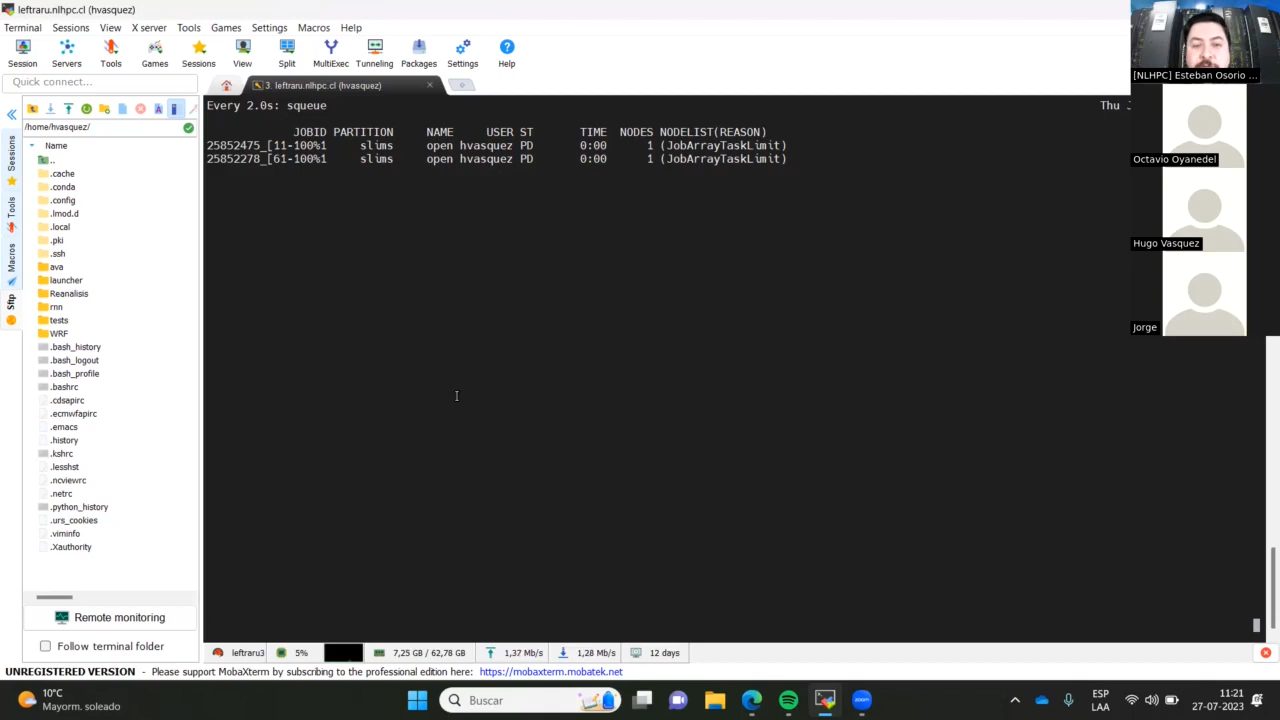 leftraru.nlhpc.cl (hvasquez)
Terminal Sessions View X server Tools Games Settings Macros Help
Session Servers Tools Games Sessions View Split MultiExec Tunneling Packages Settings Help
Quick connect...
3. leftraru.nlhpc.cl (hvasquez)
/home/hvasquez/
Name
..
.cache
.conda
.config
.lmod.d
.local
.pki
.ssh
ava
launcher
Reanalisis
rnn
tests
WRF
.bash_history
.bash_logout
.bash_profile
.bashrc
.cdsapirc
.ecmwfapirc
.emacs
.history
.kshrc
.lesshst
.ncviewrc
.netrc
.python_history
.urs_cookies
.viminfo
.Xauthority
Remote monitoring
Follow terminal folder
Sessions
Tools
Macros
Sftp
Every 2.0s: squeue Thu J
JOBID PARTITION NAME USER ST TIME NODES NODELIST(REASON)
25852475_[11-100%1 slims open hvasquez PD 0:00 1 (JobArrayTaskLimit)
25852278_[61-100%1 slims open hvasquez PD 0:00 1 (JobArrayTaskLimit)
[NLHPC] Esteban Osorio ...
Octavio Oyanedel
Hugo Vasquez
Jorge
leftraru3 5% 7,25 GB / 62,78 GB 1,37 Mb/s 1,28 Mb/s 12 days
UNREGISTERED VERSION - Please support MobaXterm by subscribing to the professional edition here: https://mobaxterm.mobatek.net
10°C
Mayorm. soleado
Buscar
zoom
ESP
LAA
11:21
27-07-2023